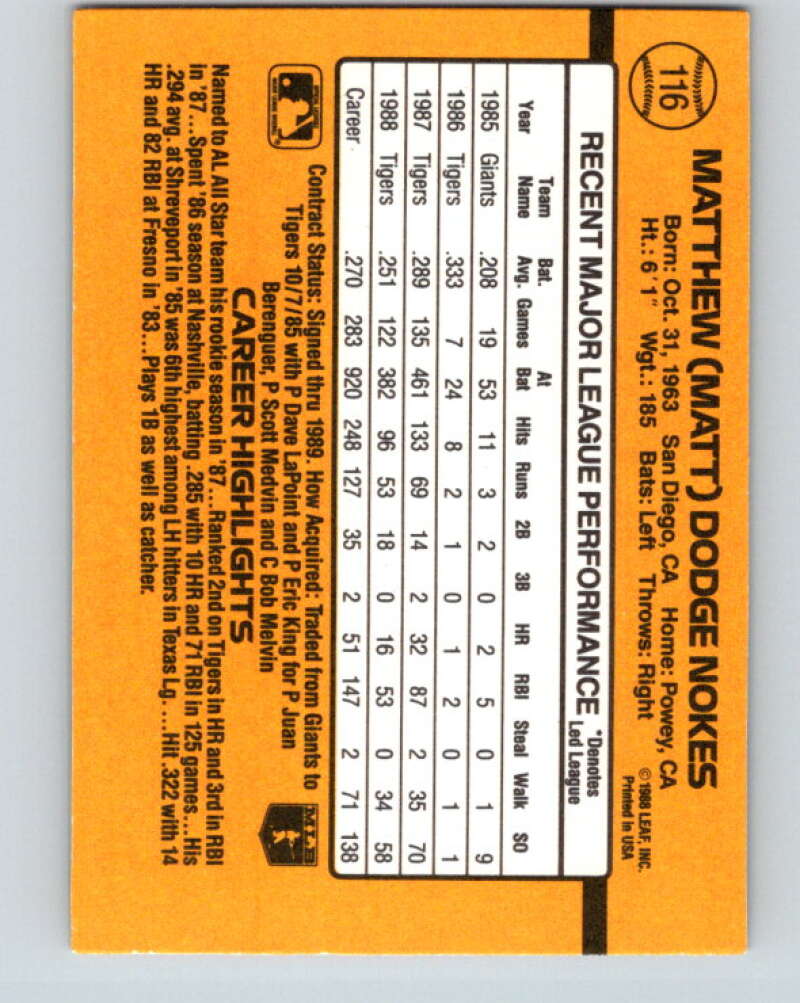 116
MATTHEW (MATT) DODGE NOKES
Born: Oct. 31, 1963 San Diego, CA Home: Powey, CA
Ht.: 6'1" Wgt.: 185 Bats: Left Throws: Right
© 1988 LEAF, INC.
Printed in USA
RECENT MAJOR LEAGUE PERFORMANCE *Denotes Led League
Year Team Name Bat. Avg. Games At Bat Hits Runs 2B 3B HR RBI Steal Walk SO
1985 Giants .208 19 53 11 3 2 0 2 5 0 1 9
1986 Tigers .333 7 24 8 2 1 0 1 2 0 1 1
1987 Tigers .289 135 461 133 69 14 2 32 87 2 35 70
1988 Tigers .251 122 382 96 53 18 0 16 53 0 34 58
Career .270 283 920 248 127 35 2 51 147 2 71 138
Contract Status: Signed thru 1989. How Acquired: Traded from Giants to
Tigers 10/7/85 with P Dave LaPoint and P Eric King for P Juan
Berenguer, P Scott Medvin and C Bob Melvin
MLB
CAREER HIGHLIGHTS
Named to AL All Star team his rookie season in '87...Ranked 2nd on Tigers in HR and 3rd in RBI
in '87...Spent '86 season at Nashville, batting .285 with 10 HR and 71 RBI in 125 games...His
.294 avg. at Shreveport in '85 was 6th highest among LH hitters in Texas Lg. ...Hit .322 with 14
HR and 82 RBI at Fresno in '83...Plays 1B as well as catcher.